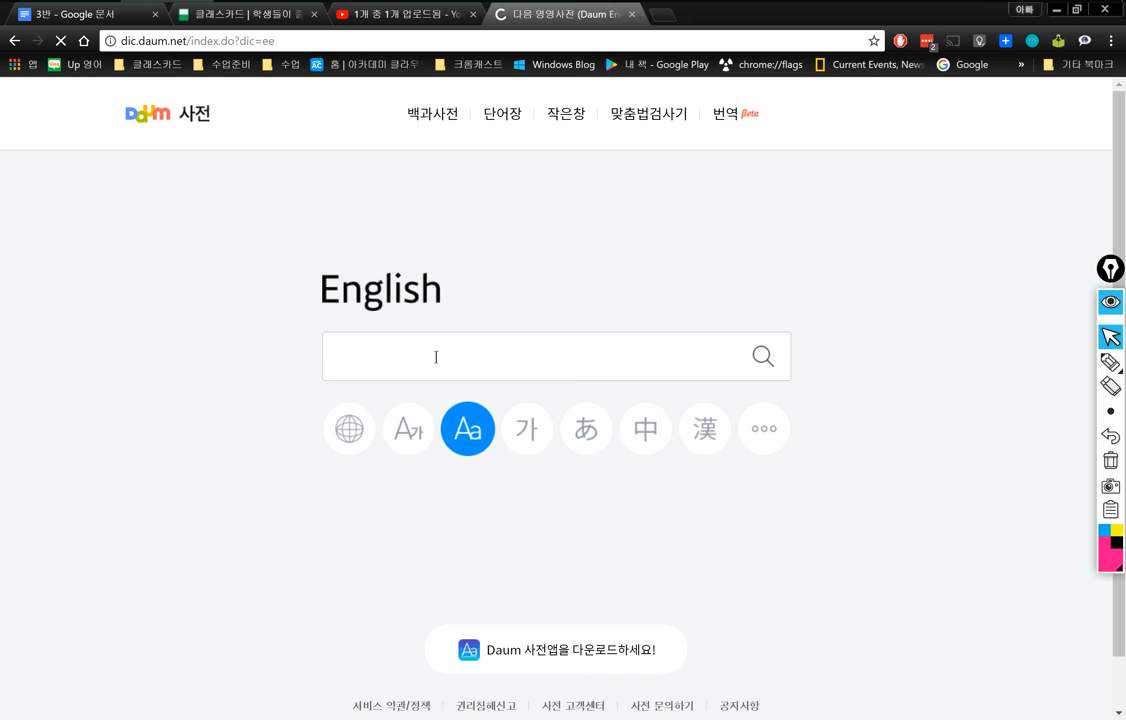 3반 - Google 문서
클래스카드 | 학생들이 좋
1개 중 1개 업로드됨 - Yo
다음 영영사전 (Daum En
아빠
dic.daum.net/index.do?dic=ee
2
앱 Up 영어 클래스카드 수업준비 수업 홈 | 아카데미 클라우 크롬캐스트 Windows Blog 내 책 - Google Play chrome://flags Current Events, News Google » 기타 북마크
Daum 사전
백과사전 단어장 작은창 맞춤법검사기 번역 Beta
English
A가 Aa 가 あ 中 漢
Aa Daum 사전앱을 다운로드하세요!
서비스 약관/정책 권리침해신고 사전 고객센터 사전 문의하기 공지사항